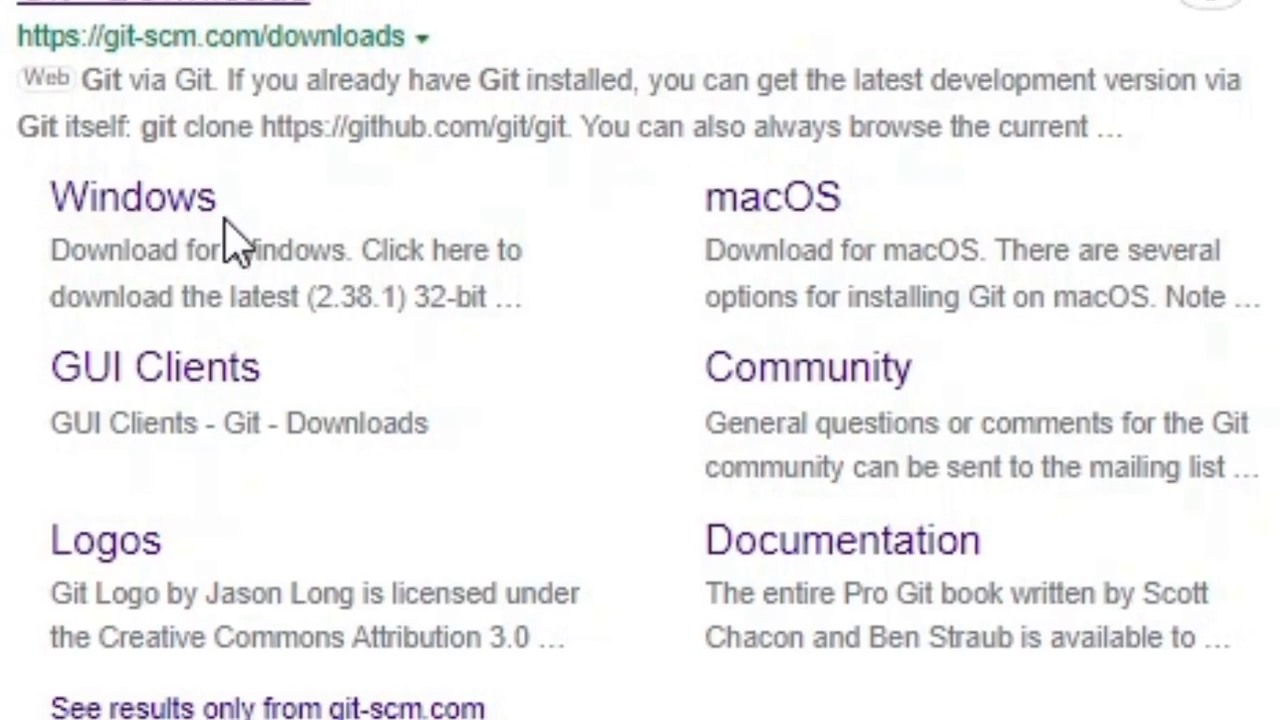 https://git-scm.com/downloads
Web Git via Git. If you already have Git installed, you can get the latest development version via
Git itself: git clone https://github.com/git/git. You can also always browse the current ...
Windows
Download for Windows. Click here to
download the latest (2.38.1) 32-bit ...
macOS
Download for macOS. There are several
options for installing Git on macOS. Note ...
GUI Clients
GUI Clients - Git - Downloads
Community
General questions or comments for the Git
community can be sent to the mailing list ...
Logos
Git Logo by Jason Long is licensed under
the Creative Commons Attribution 3.0 ...
Documentation
The entire Pro Git book written by Scott
Chacon and Ben Straub is available to ...
See results only from git-scm.com